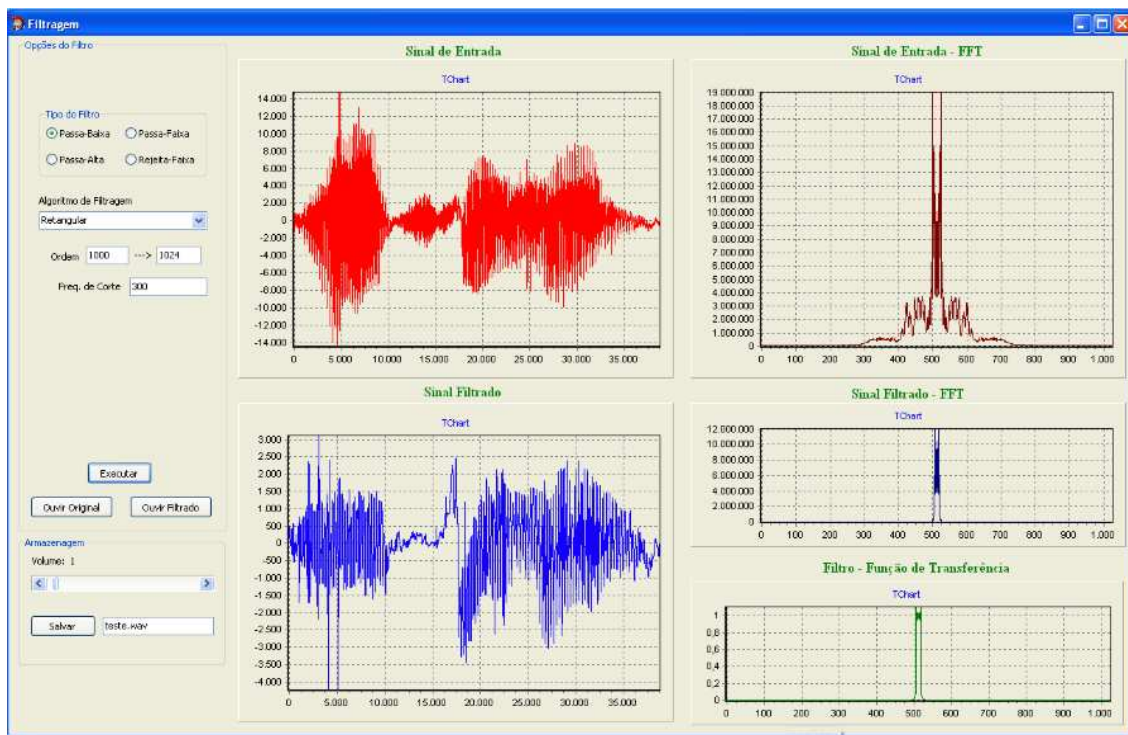 Filtragem
Opções do Filtro
Tipo do Filtro
Passa-Baixa Passa-Faixa
Passa-Alta Rejeita-Faixa
Algoritmo de Filtragem
Retangular
Ordem 1000 ---> 1024
Freq. de Corte 300
Executar
Ouvir Original Ouvir Filtrado
Armazenagem
Volume: 1
Salvar teste.wav
Sinal de Entrada
TChart
14.000
12.000
10.000
8.000
6.000
4.000
2.000
0
-2.000
-4.000
-6.000
-8.000
-10.000
-12.000
-14.000
0 5.000 10.000 15.000 20.000 25.000 30.000 35.000
Sinal de Entrada - FFT
TChart
19.000.000
18.000.000
17.000.000
16.000.000
15.000.000
14.000.000
13.000.000
12.000.000
11.000.000
10.000.000
9.000.000
8.000.000
7.000.000
6.000.000
5.000.000
4.000.000
3.000.000
2.000.000
1.000.000
0
0 100 200 300 400 500 600 700 800 900 1.000
Sinal Filtrado
TChart
3.000
2.500
2.000
1.500
1.000
500
0
-500
-1.000
-1.500
-2.000
-2.500
-3.000
-3.500
-4.000
0 5.000 10.000 15.000 20.000 25.000 30.000 35.000
Sinal Filtrado - FFT
TChart
12.000.000
10.000.000
8.000.000
6.000.000
4.000.000
2.000.000
0
0 100 200 300 400 500 600 700 800 900 1.000
Filtro - Função de Transferência
TChart
1
0,8
0,6
0,4
0,2
0
0 100 200 300 400 500 600 700 800 900 1.000